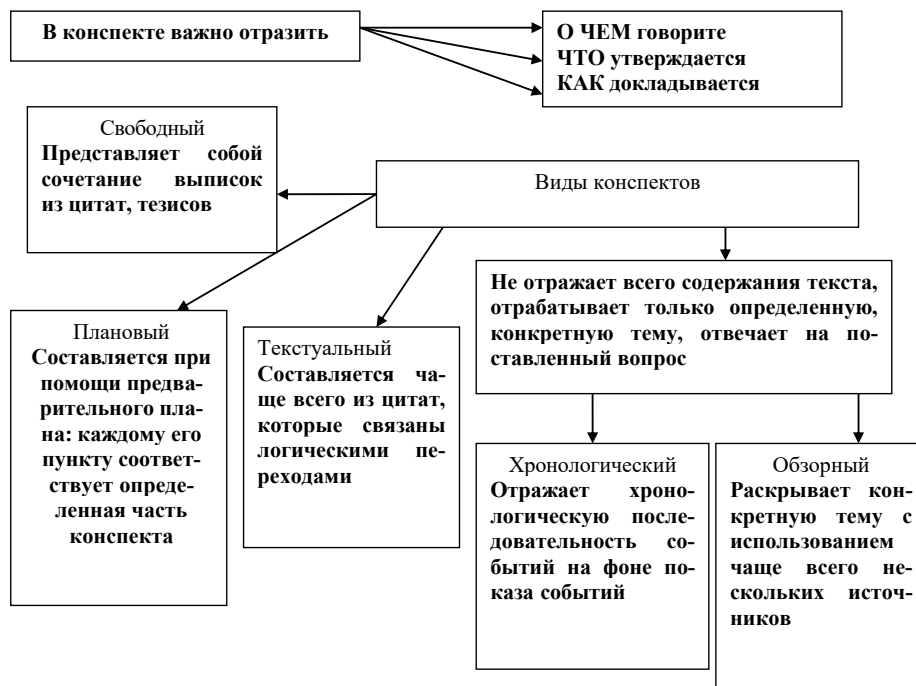 В конспекте важно отразить
О ЧЕМ говорите
ЧТО утверждается
КАК докладывается
Свободный
Представляет собой
сочетание выписок
из цитат, тезисов
Виды конспектов
Не отражает всего содержания текста,
отрабатывает только определенную,
конкретную тему, отвечает на по-
ставленный вопрос
Плановый
Составляется при
помощи предва-
рительного пла-
на: каждому его
пункту соответ-
ствует опреде-
ленная часть
конспекта
Текстуальный
Составляется ча-
ще всего из цитат,
которые связаны
логическими пе-
реходами
Хронологический
Отражает хроно-
логическую после-
довательность со-
бытий на фоне по-
каза событий
Обзорный
Раскрывает кон-
кретную тему с
использованием
чаще всего не-
скольких источ-
ников